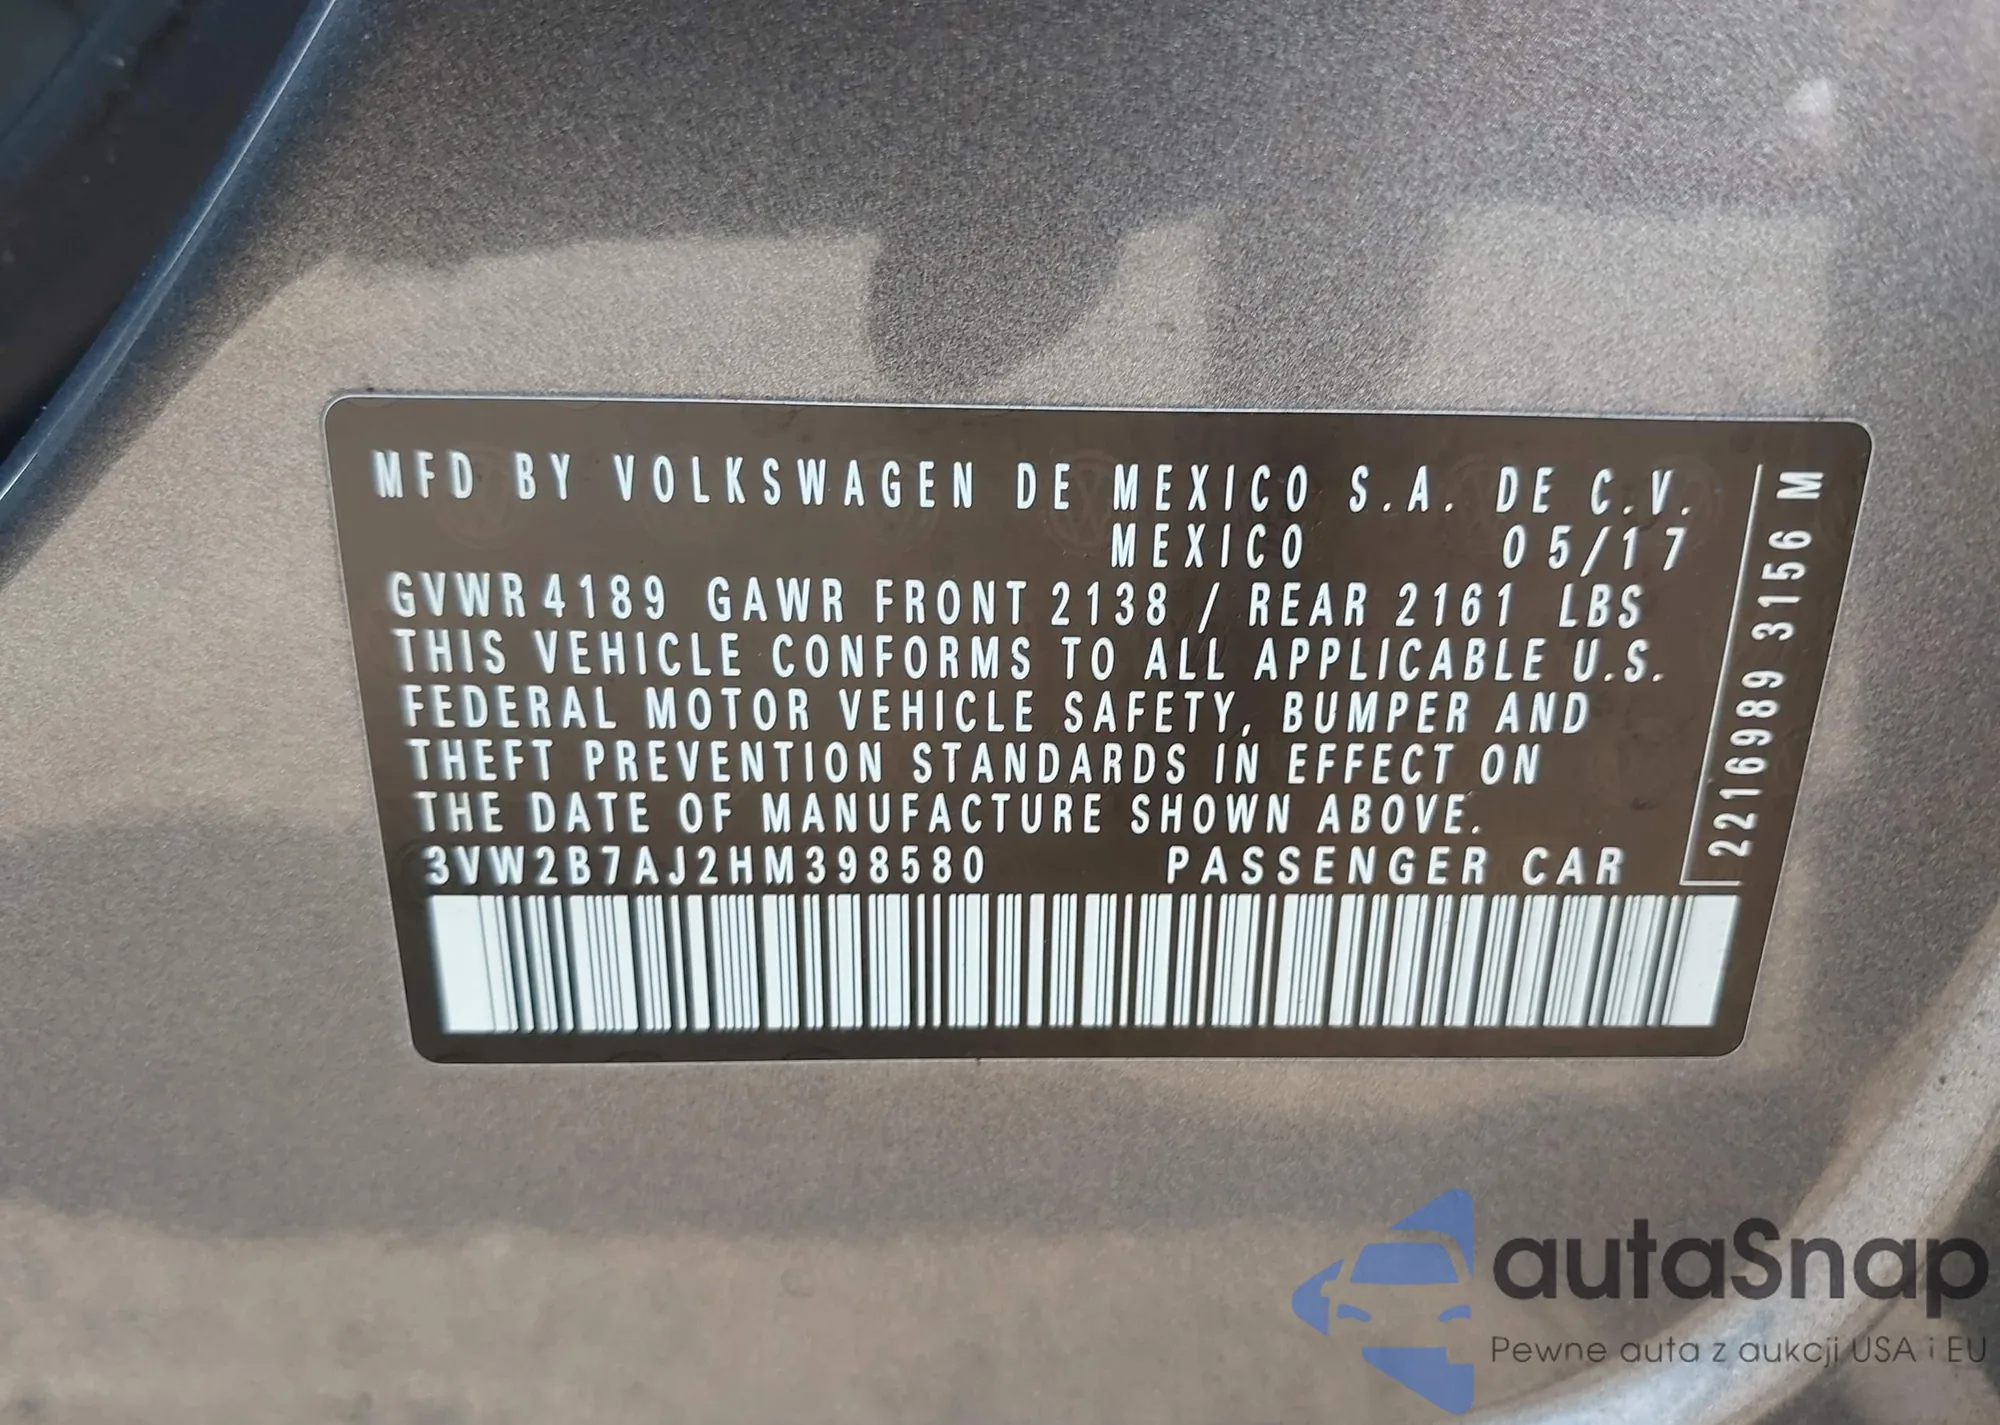 MFD BY VOLKSWAGEN DE MEXICO S.A. DE C.V.
MEXICO 05/17
GVWR 4189 GAWR FRONT 2138 / REAR 2161 LBS
THIS VEHICLE CONFORMS TO ALL APPLICABLE U.S.
FEDERAL MOTOR VEHICLE SAFETY, BUMPER AND
THEFT PREVENTION STANDARDS IN EFFECT ON
THE DATE OF MANUFACTURE SHOWN ABOVE.
3VW2B7AJ2HM398580 PASSENGER CAR
2216989 3156 M
autaSnap
Pewne auta z aukcji USA i EU